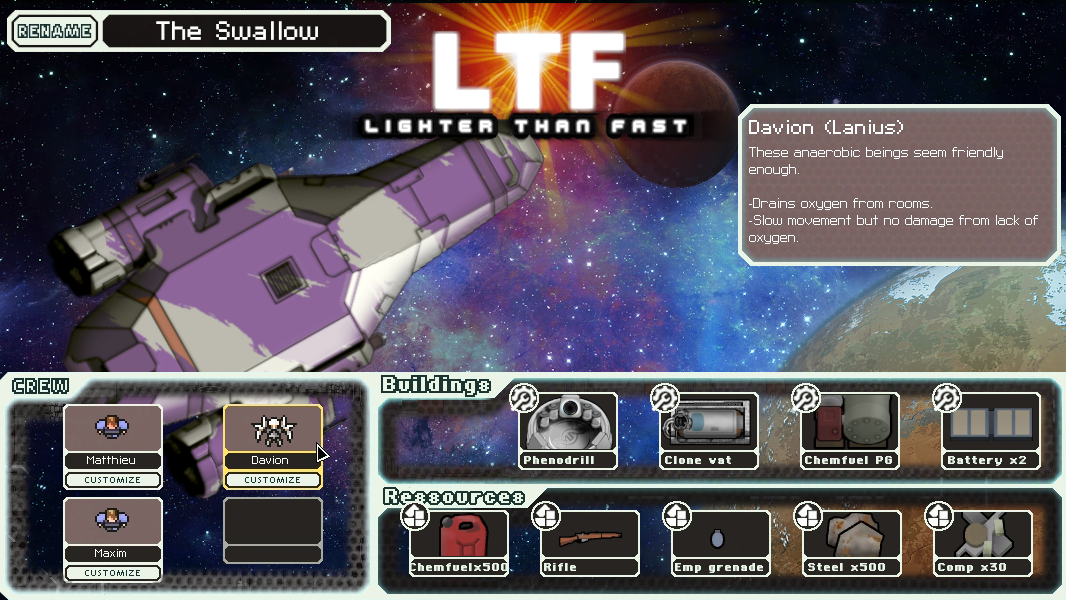 RENAME
The Swallow
LTF
LIGHTER THAN FAST
Davion (Lanius)
These anaerobic beings seem friendly
enough.
-Drains oxygen from rooms.
-Slow movement but no damage from lack of
oxygen.
CREW
Matthieu
CUSTOMIZE
Davion
CUSTOMIZE
Maxim
CUSTOMIZE
Buildings
Phenodrill
Clone vat
Chemfuel PG
Battery x2
Ressources
Chemfuelx500
Rifle
Emp grenade
Steel x500
Comp x30